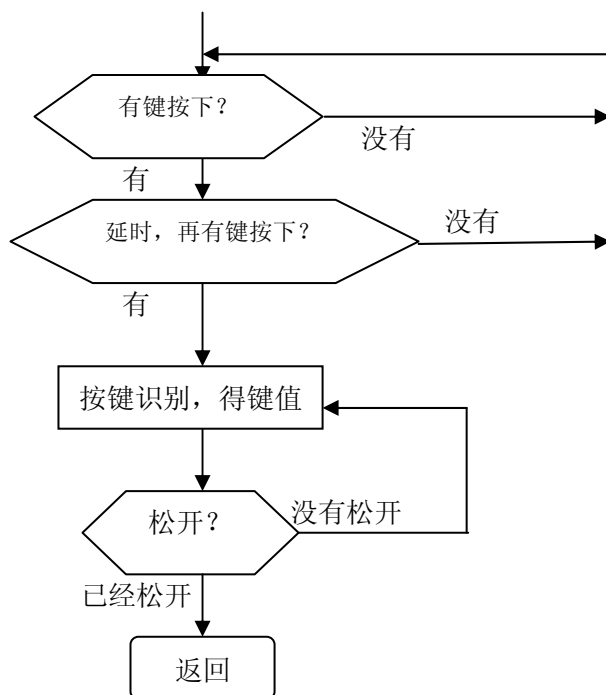 有键按下？
没有
有
延时，再有键按下？
没有
有
按键识别，得键值
松开？
没有松开
已经松开
返回